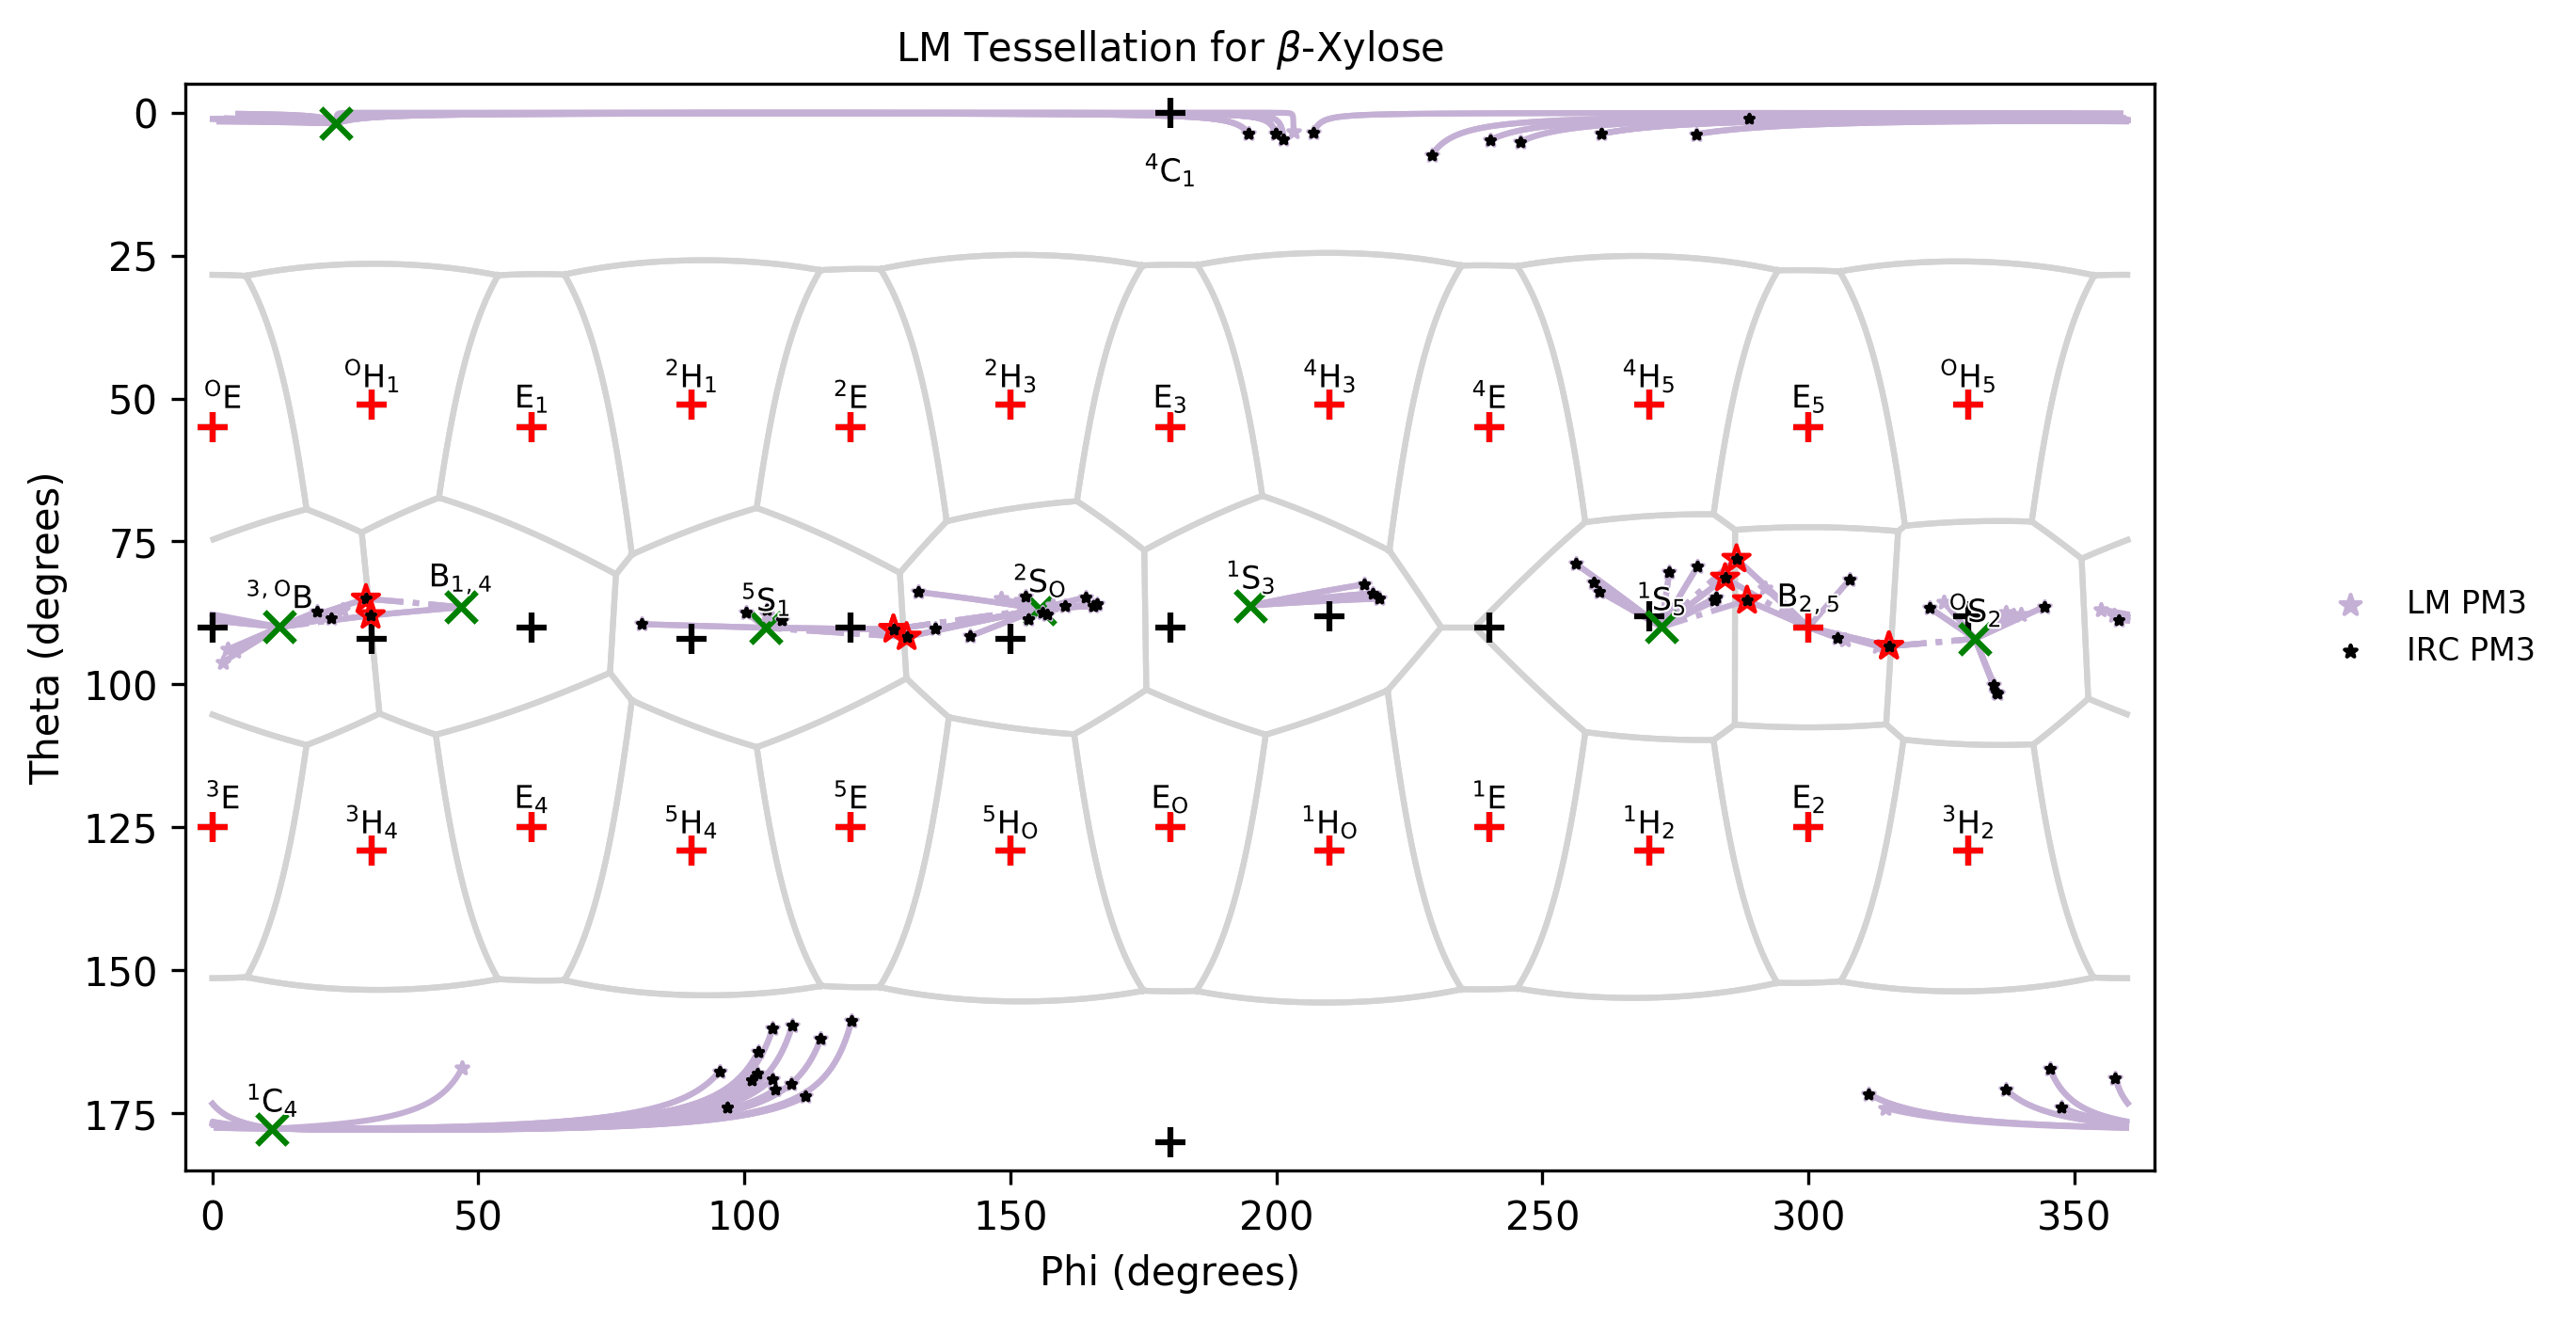 LM Tessellation for β-Xylose
0
⁴C₁
25
ᴼH₁ ²H₁ ²H₃ ⁴H₃ ⁴H₅ ᴼH₅
ᴼE E₁ ²E E₃ ⁴E E₅
50
75
³,ᴼB B₁,₄ ⁵S₁ ²Sₒ ¹S₃ ¹S₅ B₂,₅ ᴼS₂
LM PM3
IRC PM3
100
³E E₄ ⁵E Eₒ ¹E E₂
³H₄ ⁵H₄ ⁵Hₒ ¹Hₒ ¹H₂ ³H₂
125
150
¹C₄
175
0 50 100 150 200 250 300 350
Phi (degrees)
Theta (degrees)